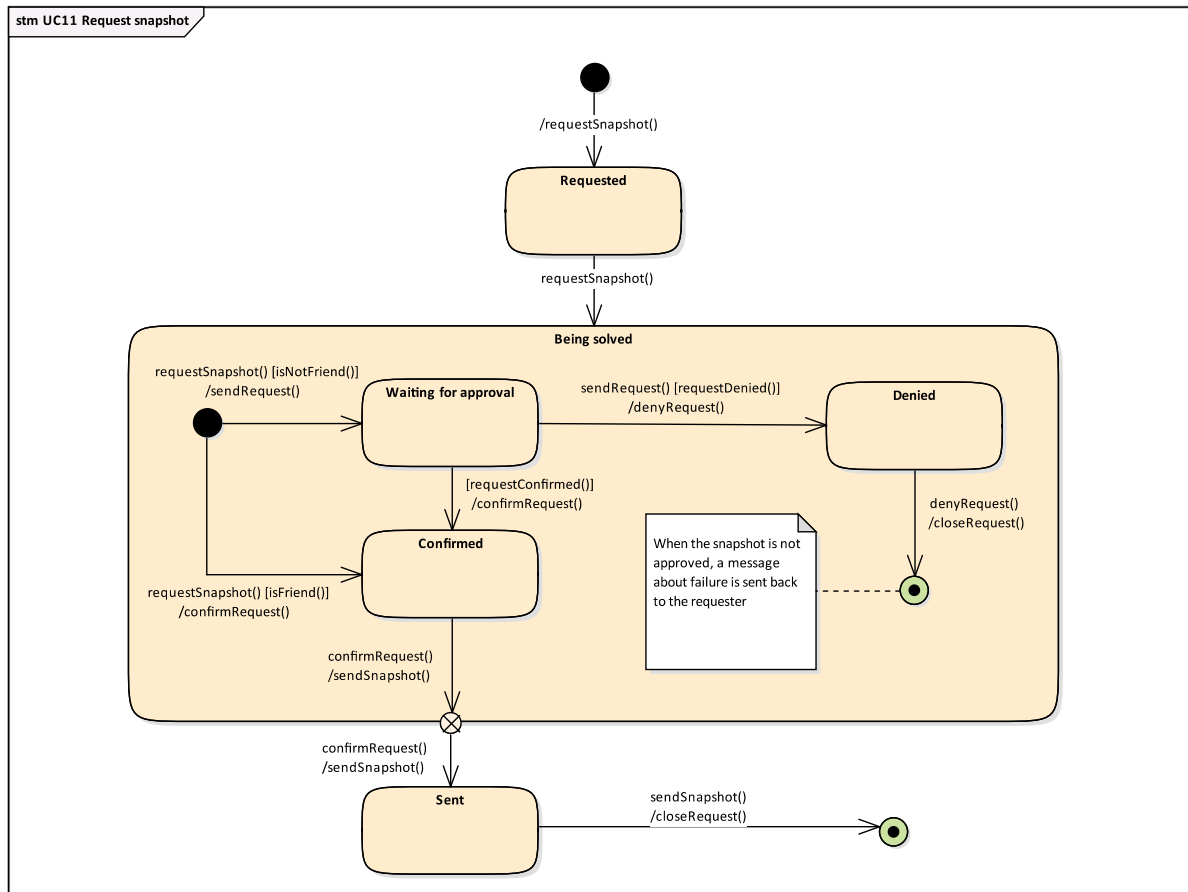 stm UC11 Request snapshot
/requestSnapshot()
Requested
requestSnapshot()
Being solved
requestSnapshot() [isNotFriend()]
/sendRequest()
Waiting for approval
sendRequest() [requestDenied()]
/denyRequest()
Denied
[requestConfirmed()]
/confirmRequest()
denyRequest()
/closeRequest()
Confirmed
When the snapshot is not
approved, a message
about failure is sent back
to the requester
requestSnapshot() [isFriend()]
/confirmRequest()
confirmRequest()
/sendSnapshot()
confirmRequest()
/sendSnapshot()
Sent
sendSnapshot()
/closeRequest()